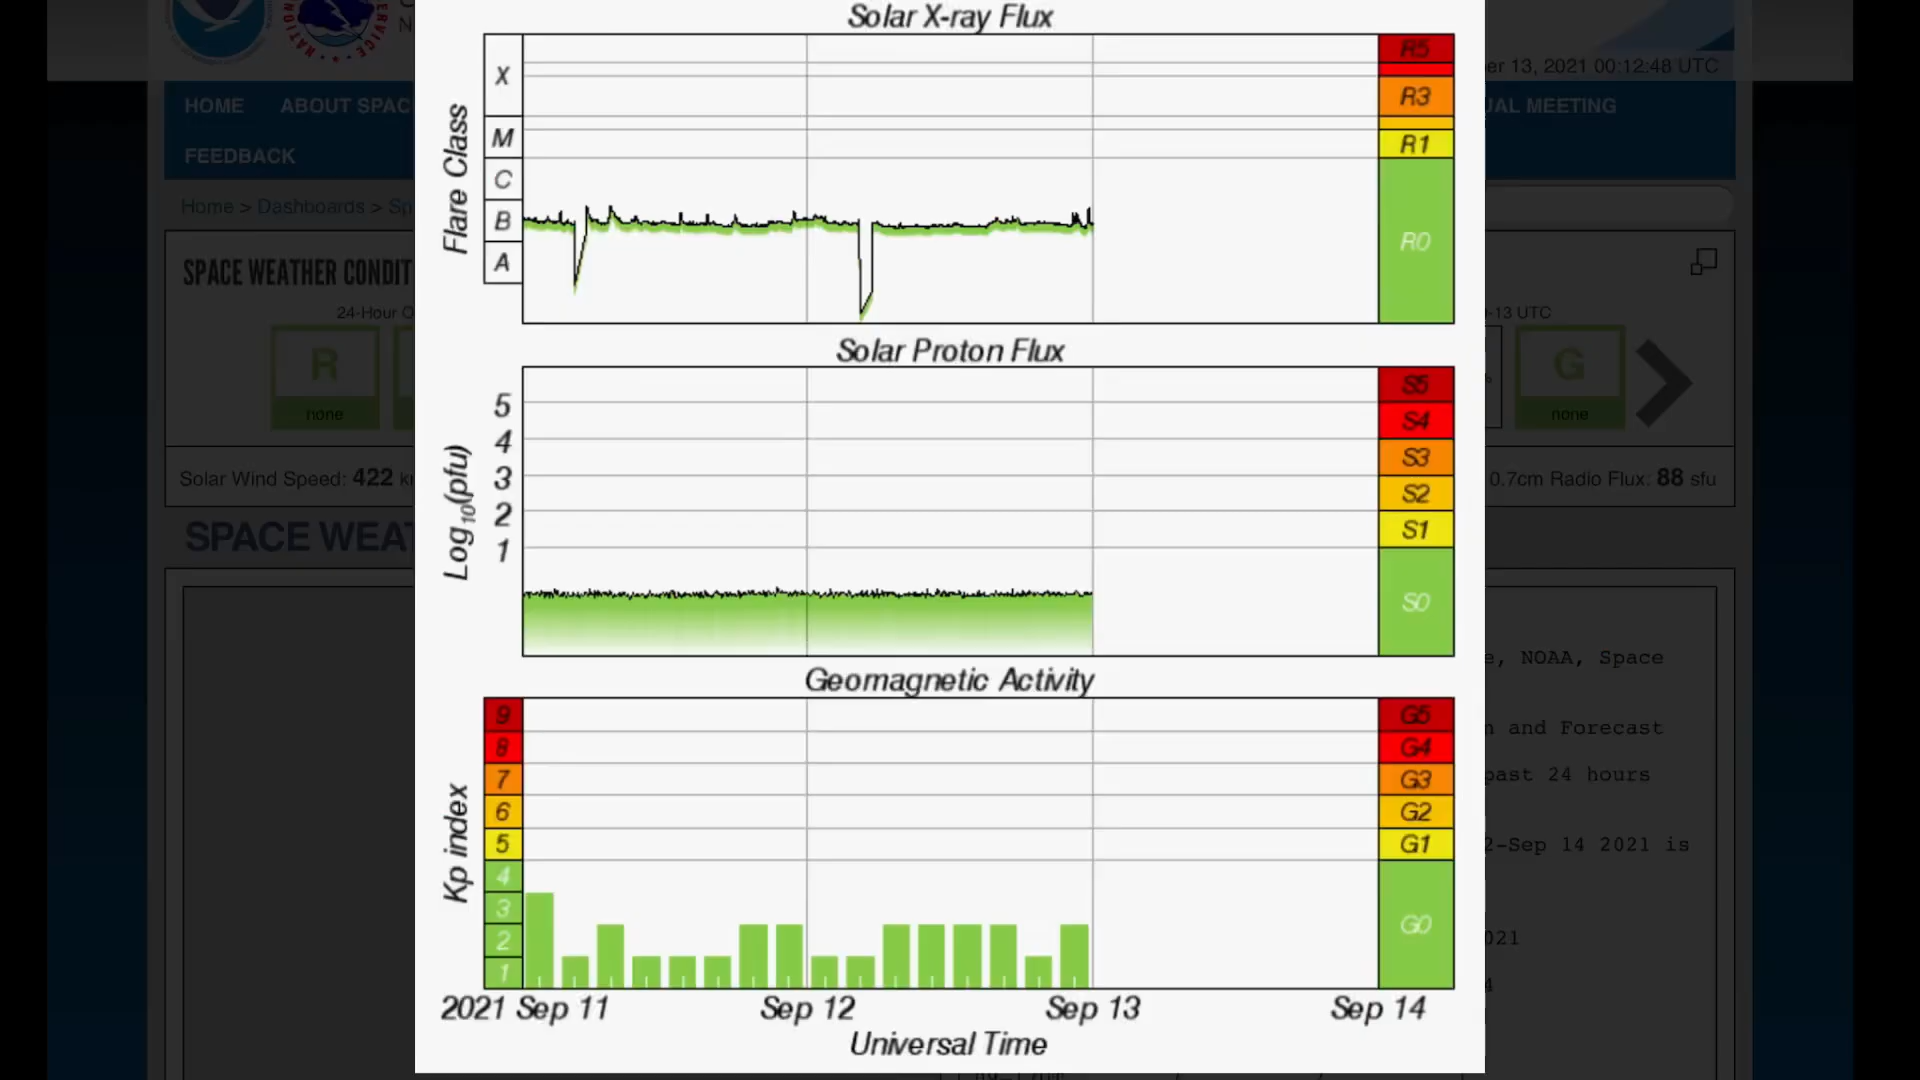 Solar X-ray Flux
Flare Class
X
M
C
B
A
R5
R3
R1
R0
Solar Proton Flux
Log10(pfu)
5
4
3
2
1
S5
S4
S3
S2
S1
S0
Geomagnetic Activity
Kp index
9
8
7
6
5
4
3
2
1
G5
G4
G3
G2
G1
G0
2021 Sep 11 Sep 12 Sep 13 Sep 14
Universal Time
er 13, 2021 00:12:48 UTC
HOME ABOUT SPAC
UAL MEETING
FEEDBACK
Home > Dashboards > Sp
SPACE WEATHER CONDIT
24-Hour O
-13 UTC
R
none
G
none
Solar Wind Speed: 422 k
0.7cm Radio Flux: 88 sfu
SPACE WEAT
e, NOAA, Space
n and Forecast
past 24 hours
2-Sep 14 2021 is
021
4